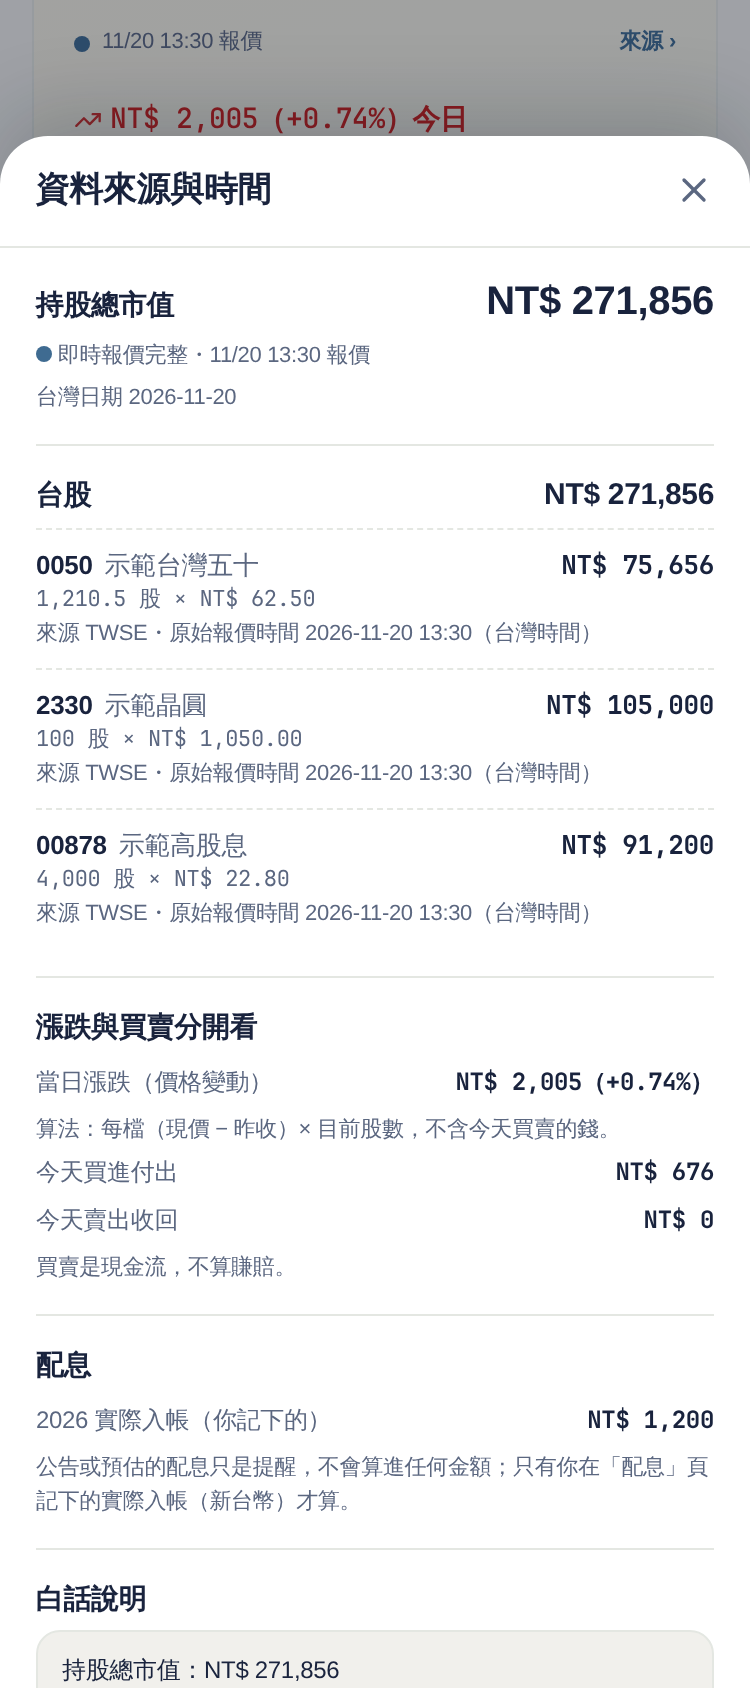 11/20 13:30 報價
來源 ›
NT$ 2,005 (+0.74%) 今日
資料來源與時間
持股總市值 NT$ 271,856
即時報價完整・11/20 13:30 報價
台灣日期 2026-11-20
台股 NT$ 271,856
0050 示範台灣五十 NT$ 75,656
1,210.5 股 × NT$ 62.50
來源 TWSE・原始報價時間 2026-11-20 13:30（台灣時間）
2330 示範晶圓 NT$ 105,000
100 股 × NT$ 1,050.00
來源 TWSE・原始報價時間 2026-11-20 13:30（台灣時間）
00878 示範高股息 NT$ 91,200
4,000 股 × NT$ 22.80
來源 TWSE・原始報價時間 2026-11-20 13:30（台灣時間）
漲跌與買賣分開看
當日漲跌（價格變動） NT$ 2,005（+0.74%）
算法：每檔（現價 − 昨收）× 目前股數，不含今天買賣的錢。
今天買進付出 NT$ 676
今天賣出收回 NT$ 0
買賣是現金流，不算賺賠。
配息
2026 實際入帳（你記下的） NT$ 1,200
公告或預估的配息只是提醒，不會算進任何金額；只有你在「配息」頁
記下的實際入帳（新台幣）才算。
白話說明
持股總市值：NT$ 271,856